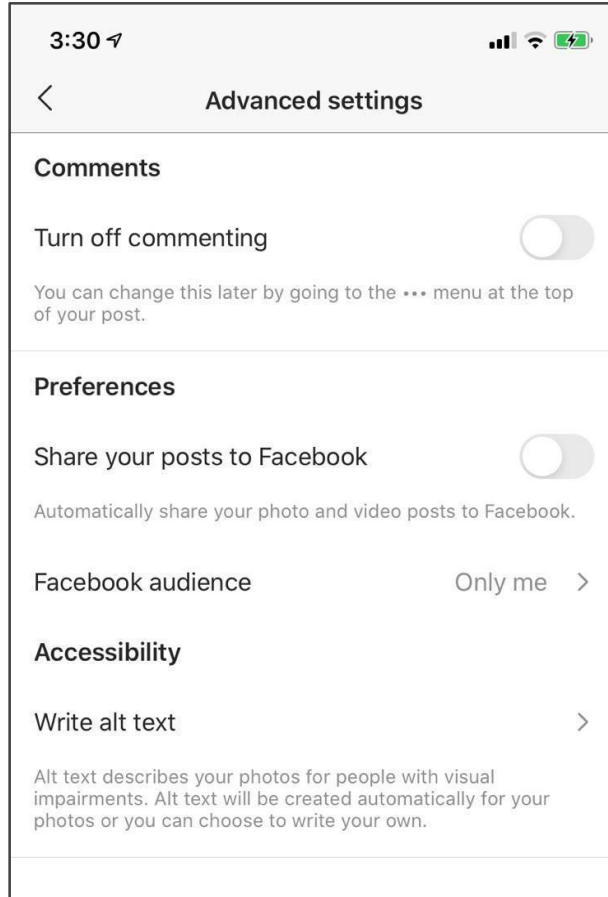 3:30
Advanced settings
Comments
Turn off commenting
You can change this later by going to the ••• menu at the top
of your post.
Preferences
Share your posts to Facebook
Automatically share your photo and video posts to Facebook.
Facebook audience Only me
Accessibility
Write alt text
Alt text describes your photos for people with visual
impairments. Alt text will be created automatically for your
photos or you can choose to write your own.